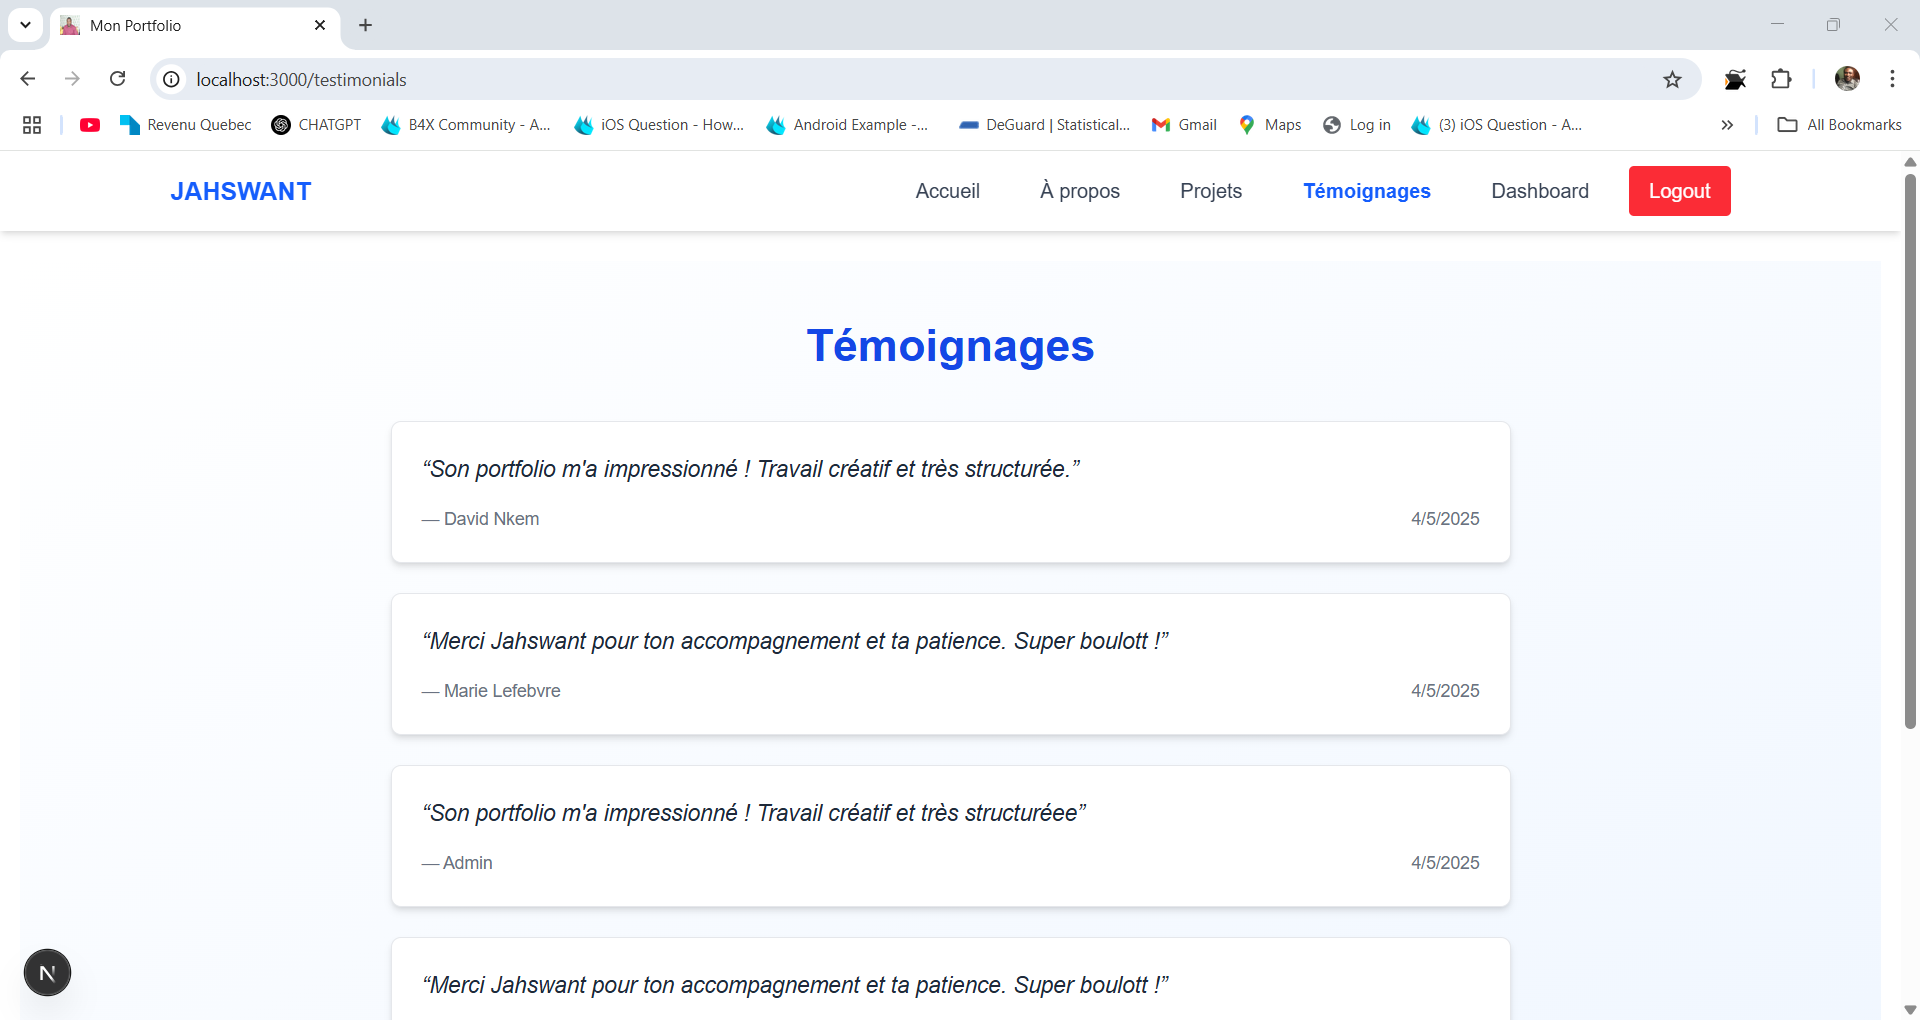 Mon Portfolio
localhost:3000/testimonials
Revenu Quebec CHATGPT B4X Community - A... iOS Question - How... Android Example -... DeGuard | Statistical... Gmail Maps Log in (3) iOS Question - A... All Bookmarks
JAHSWANT Accueil À propos Projets Témoignages Dashboard Logout
Témoignages
“Son portfolio m'a impressionné ! Travail créatif et très structurée.”
— David Nkem 4/5/2025
“Merci Jahswant pour ton accompagnement et ta patience. Super boulott !”
— Marie Lefebvre 4/5/2025
“Son portfolio m'a impressionné ! Travail créatif et très structuréee”
— Admin 4/5/2025
“Merci Jahswant pour ton accompagnement et ta patience. Super boulott !”
N